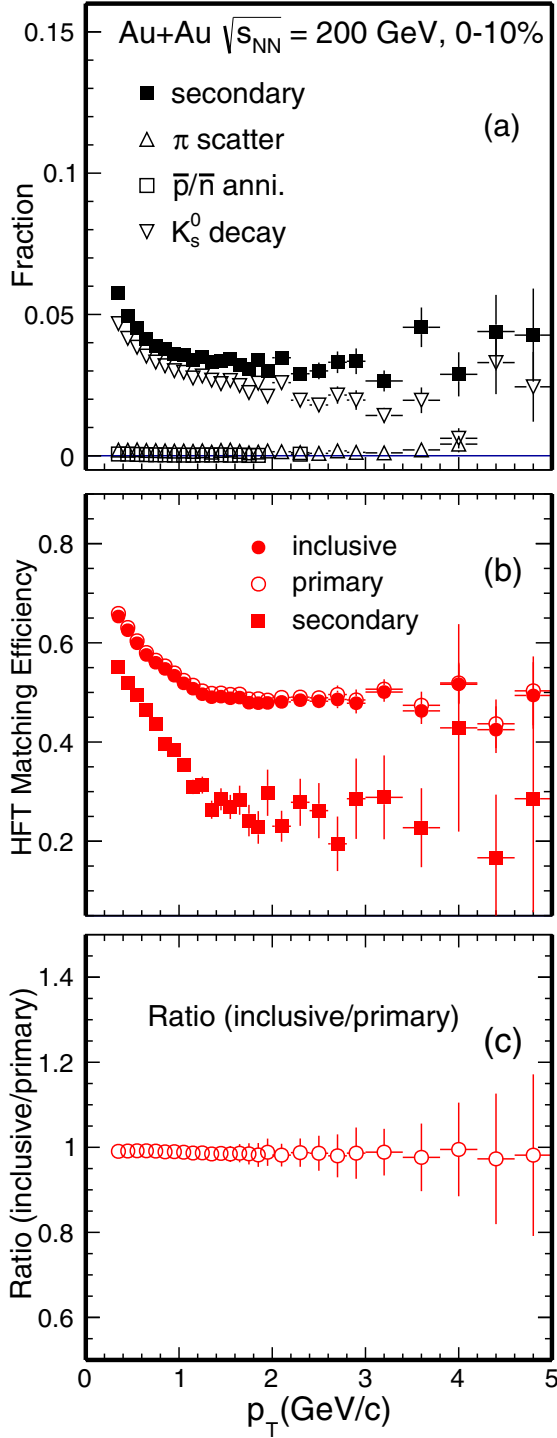 Au+Au √s_NN = 200 GeV, 0-10%
secondary
π scatter
p̅/n̅ anni.
K_s^0 decay
(a)
Fraction
0.15
0.1
0.05
0
inclusive
primary
secondary
(b)
HFT Matching Efficiency
0.8
0.6
0.4
0.2
Ratio (inclusive/primary)
(c)
Ratio (inclusive/primary)
1.4
1.2
1
0.8
0.6
0 1 2 3 4 5
p_T(GeV/c)